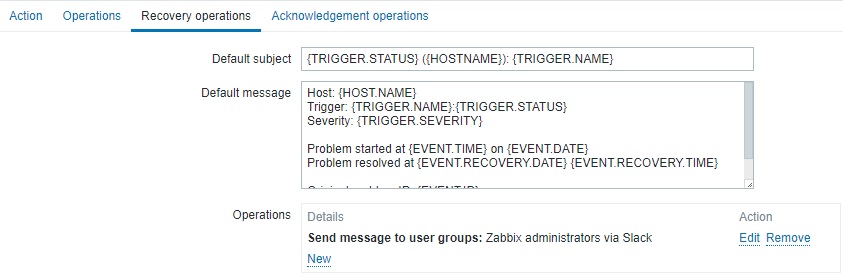 Action Operations Recovery operations Acknowledgement operations
Default subject {TRIGGER.STATUS} ({HOSTNAME}): {TRIGGER.NAME}
Default message Host: {HOST.NAME}
Trigger: {TRIGGER.NAME}:{TRIGGER.STATUS}
Severity: {TRIGGER.SEVERITY}
Problem started at {EVENT.TIME} on {EVENT.DATE}
Problem resolved at {EVENT.RECOVERY.DATE} {EVENT.RECOVERY.TIME}
Operations Details Action
Send message to user groups: Zabbix administrators via Slack Edit Remove
New